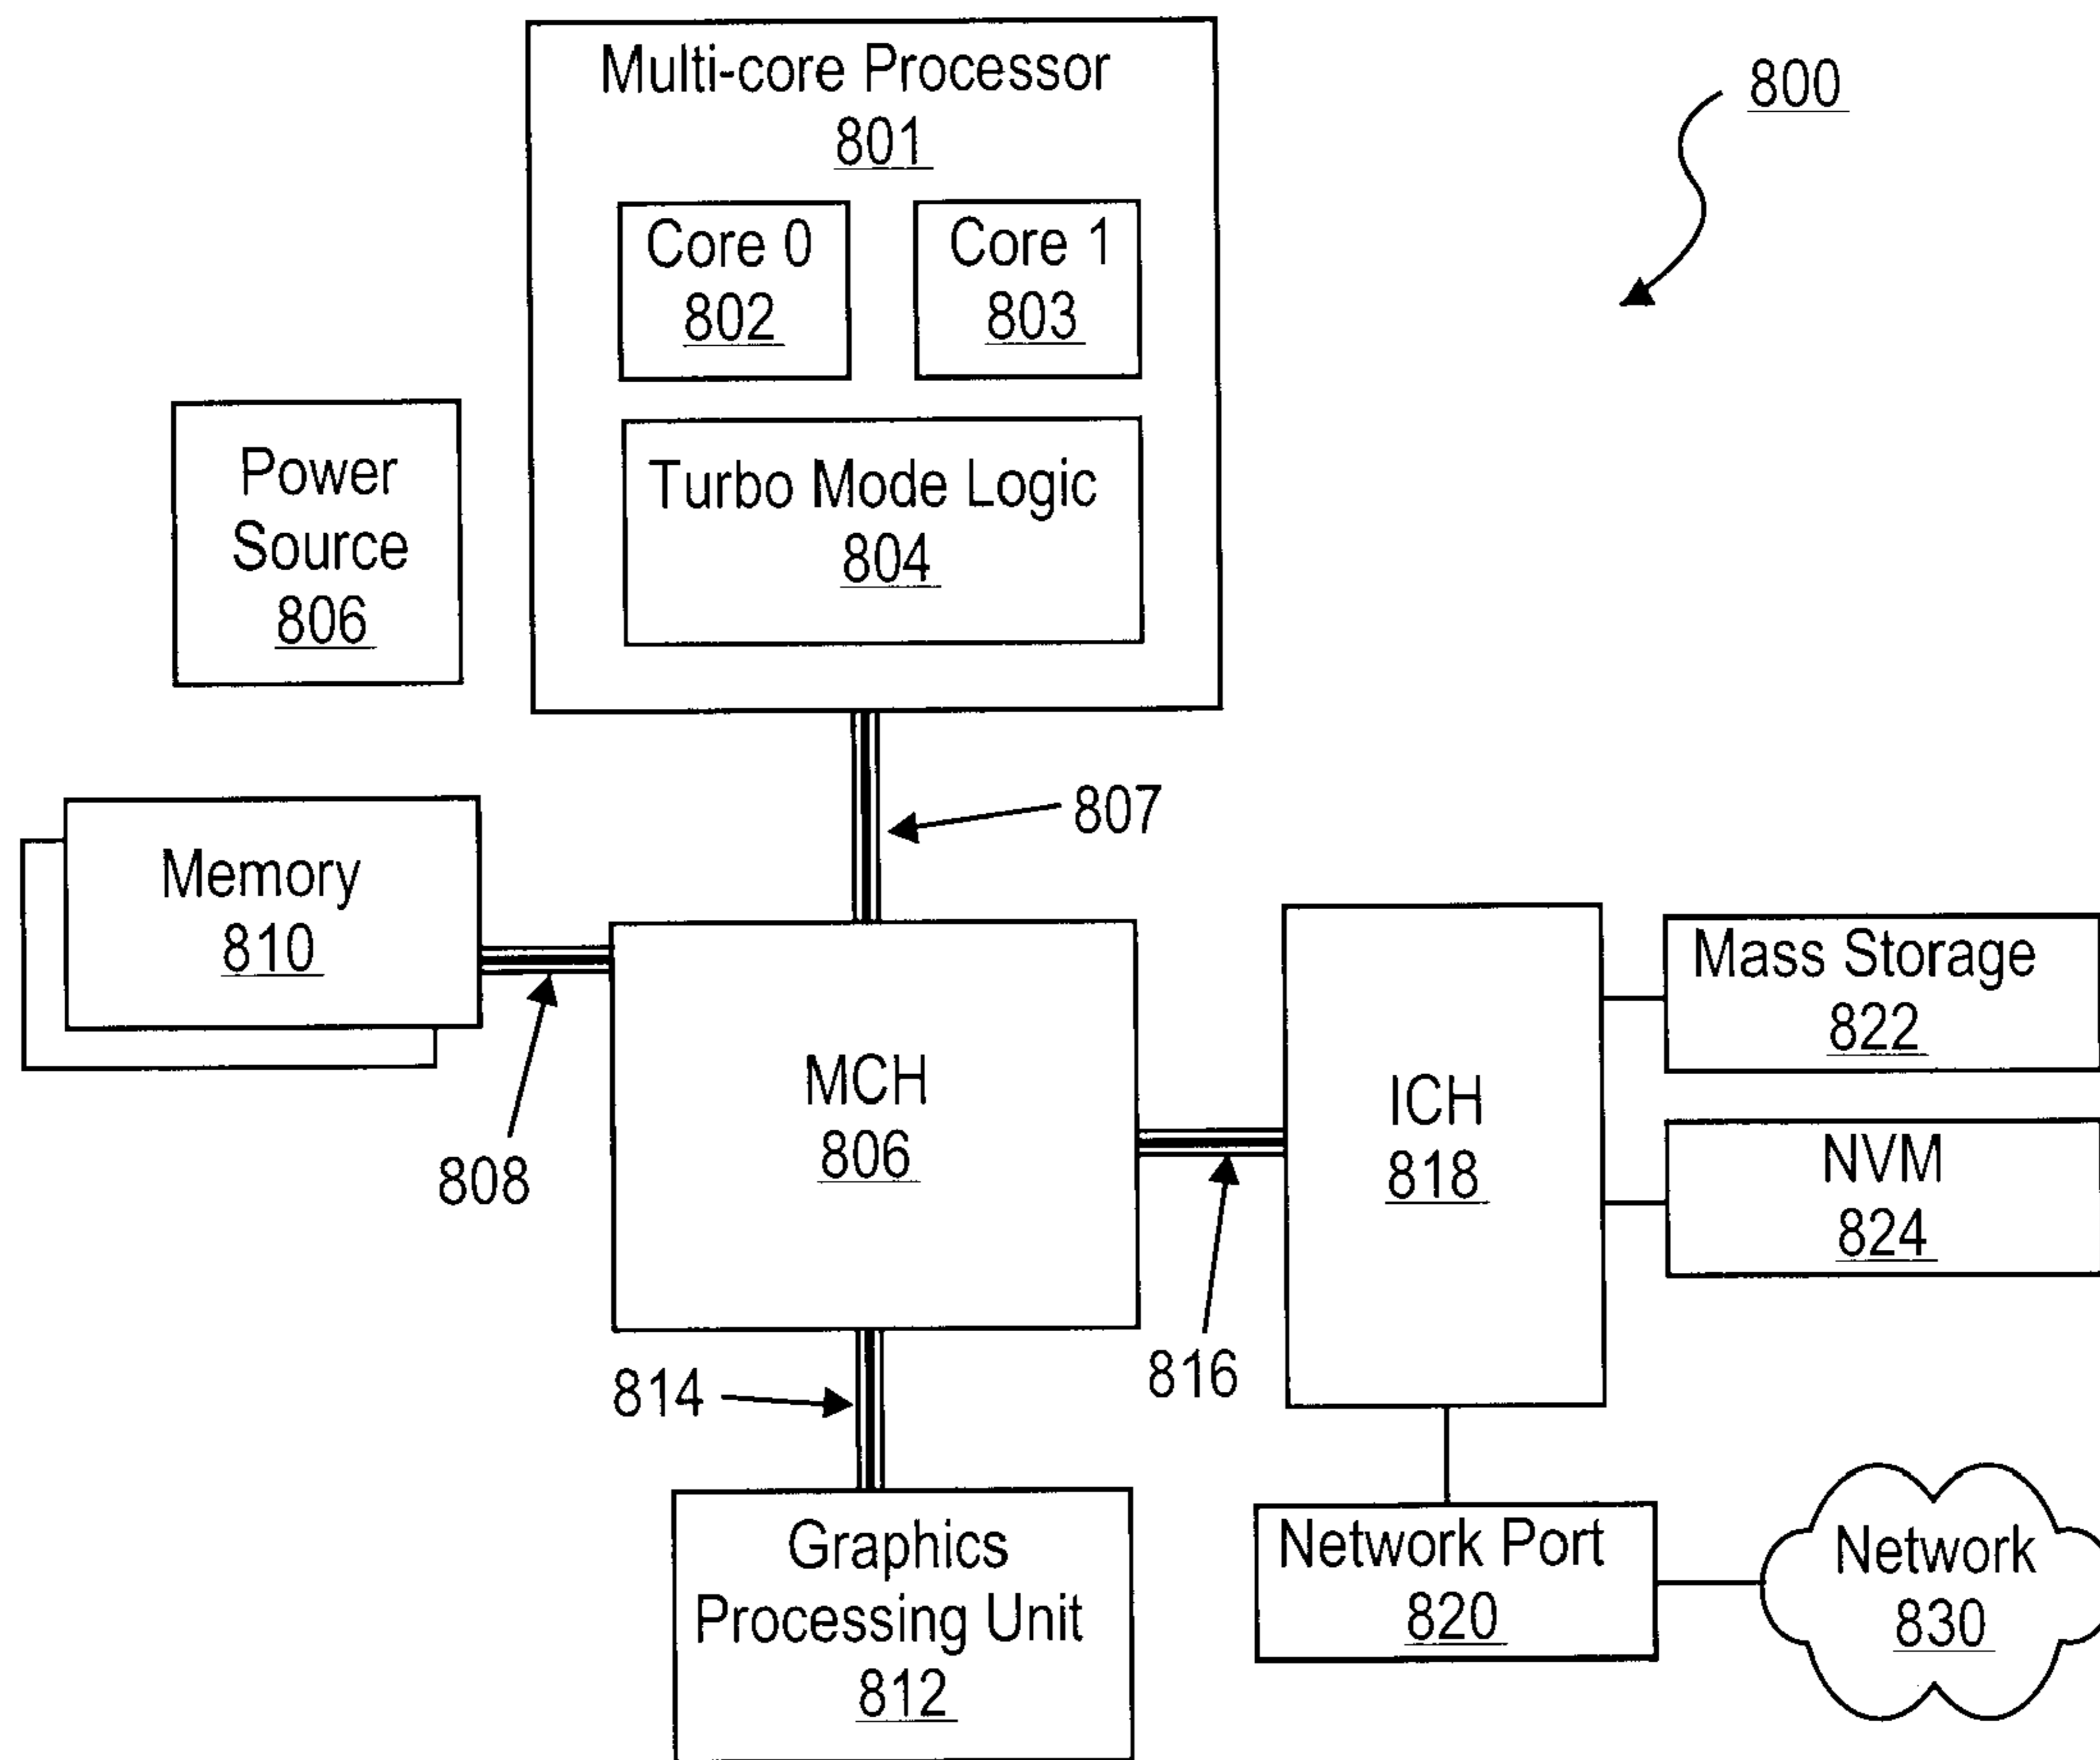 Multi-core Processor
801
800
Core 0
802
Core 1
803
Turbo Mode Logic
804
Power
Source
806
807
Memory
810
808
MCH
806
ICH
818
Mass Storage
822
NVM
824
816
814
Graphics
Processing Unit
812
Network Port
820
Network
830